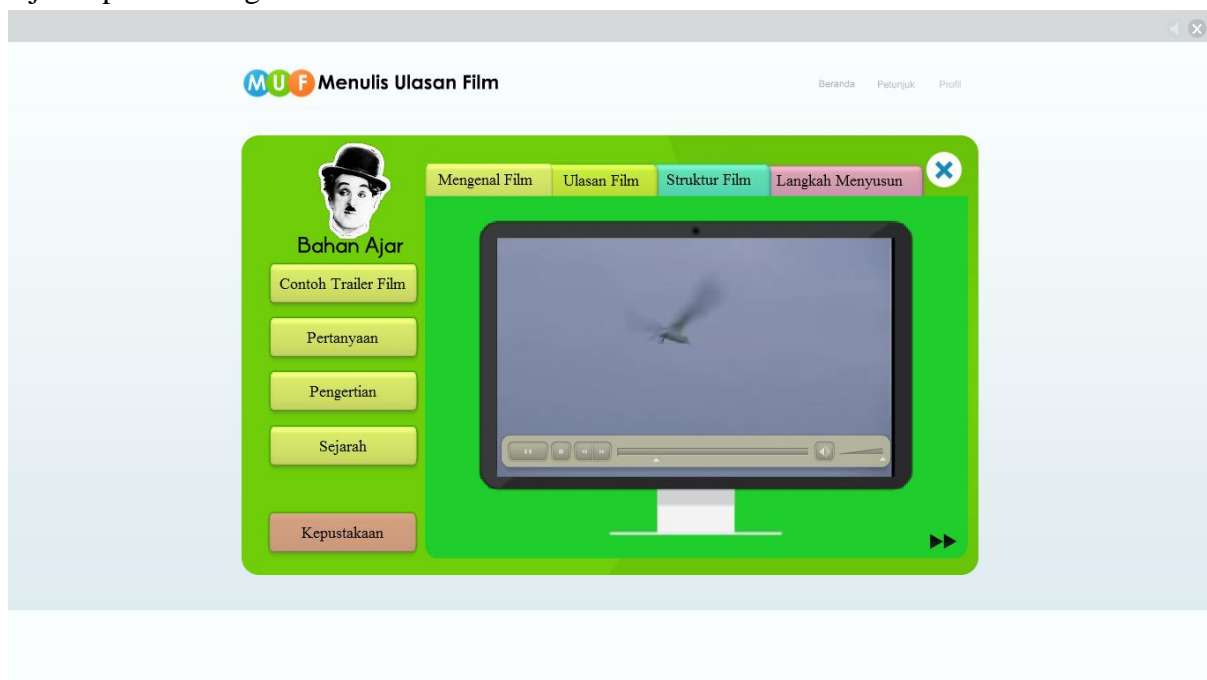 MUF Menulis Ulasan Film
Beranda Petunjuk Profil
Mengenal Film Ulasan Film Struktur Film Langkah Menyusun
Bahan Ajar
Contoh Trailer Film
Pertanyaan
Pengertian
Sejarah
Kepustakaan